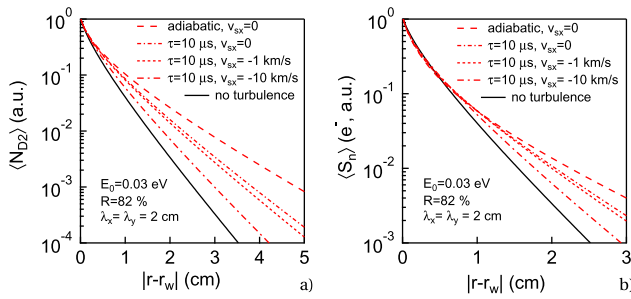 adiabatic, v_sx=0
τ=10 μs, v_sx=0
τ=10 μs, v_sx= -1 km/s
τ=10 μs, v_sx= -10 km/s
no turbulence
E_0=0.03 eV
R=82 %
λ_x= λ_y = 2 cm
10^0
10^-1
10^-2
10^-3
10^-4
⟨N_D2⟩ (a.u.)
0 1 2 3 4 5
|r-r_w| (cm)
a)
adiabatic, v_sx=0
τ=10 μs, v_sx=0
τ=10 μs, v_sx= -1 km/s
τ=10 μs, v_sx= -10 km/s
no turbulence
E_0=0.03 eV
R=82 %
λ_x= λ_y = 2 cm
10^0
10^-1
10^-2
10^-3
⟨S_n⟩ (e^-, a.u.)
0 1 2 3
|r-r_w| (cm)
b)